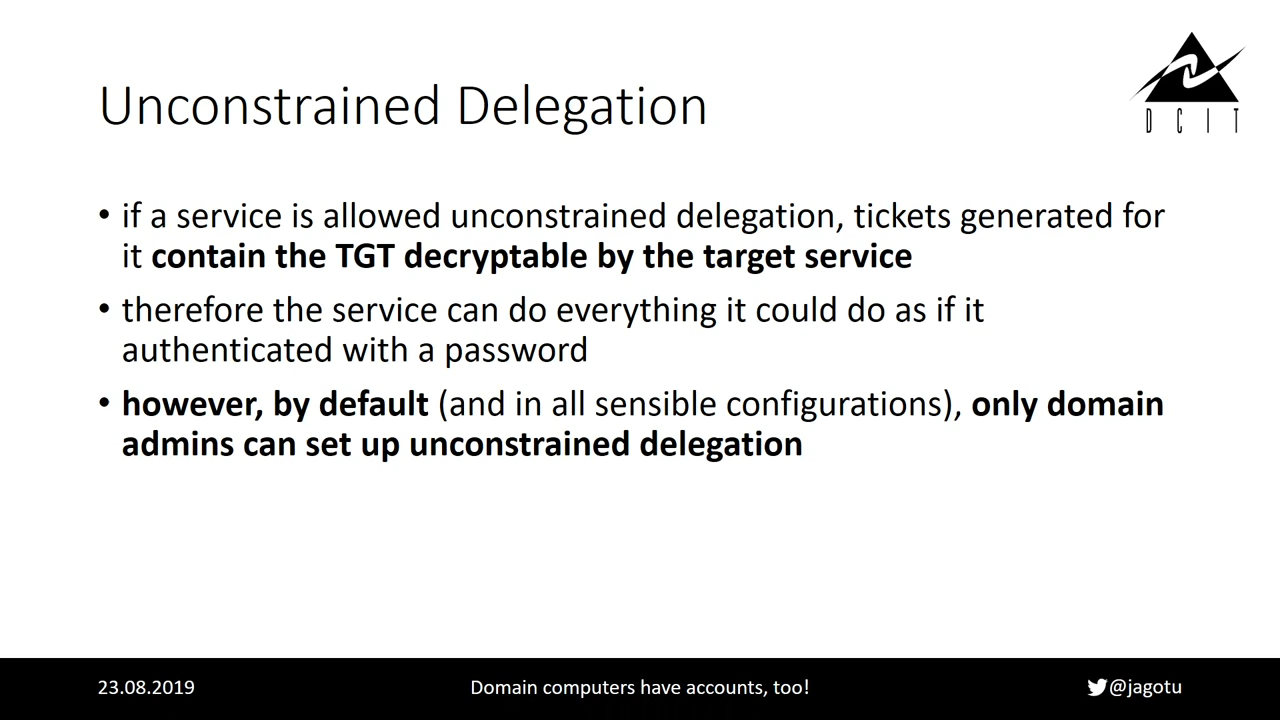 DCIT
Unconstrained Delegation
• if a service is allowed unconstrained delegation, tickets generated for
it contain the TGT decryptable by the target service
• therefore the service can do everything it could do as if it
authenticated with a password
• however, by default (and in all sensible configurations), only domain
admins can set up unconstrained delegation
23.08.2019
Domain computers have accounts, too!
@jagotu